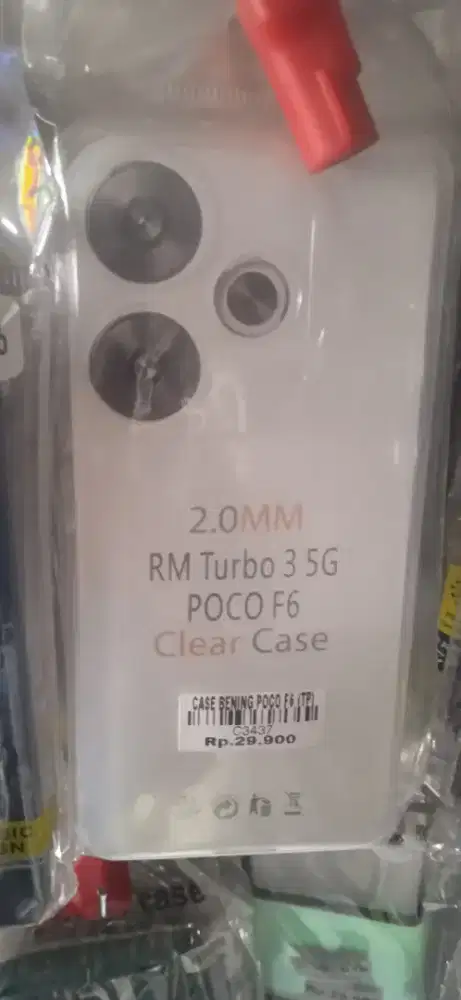 2.0MM
RM Turbo 3 5G
POCO F6
Clear Case
CASE BENING POCO F6 (TP)
C3437
Rp.29.900
case